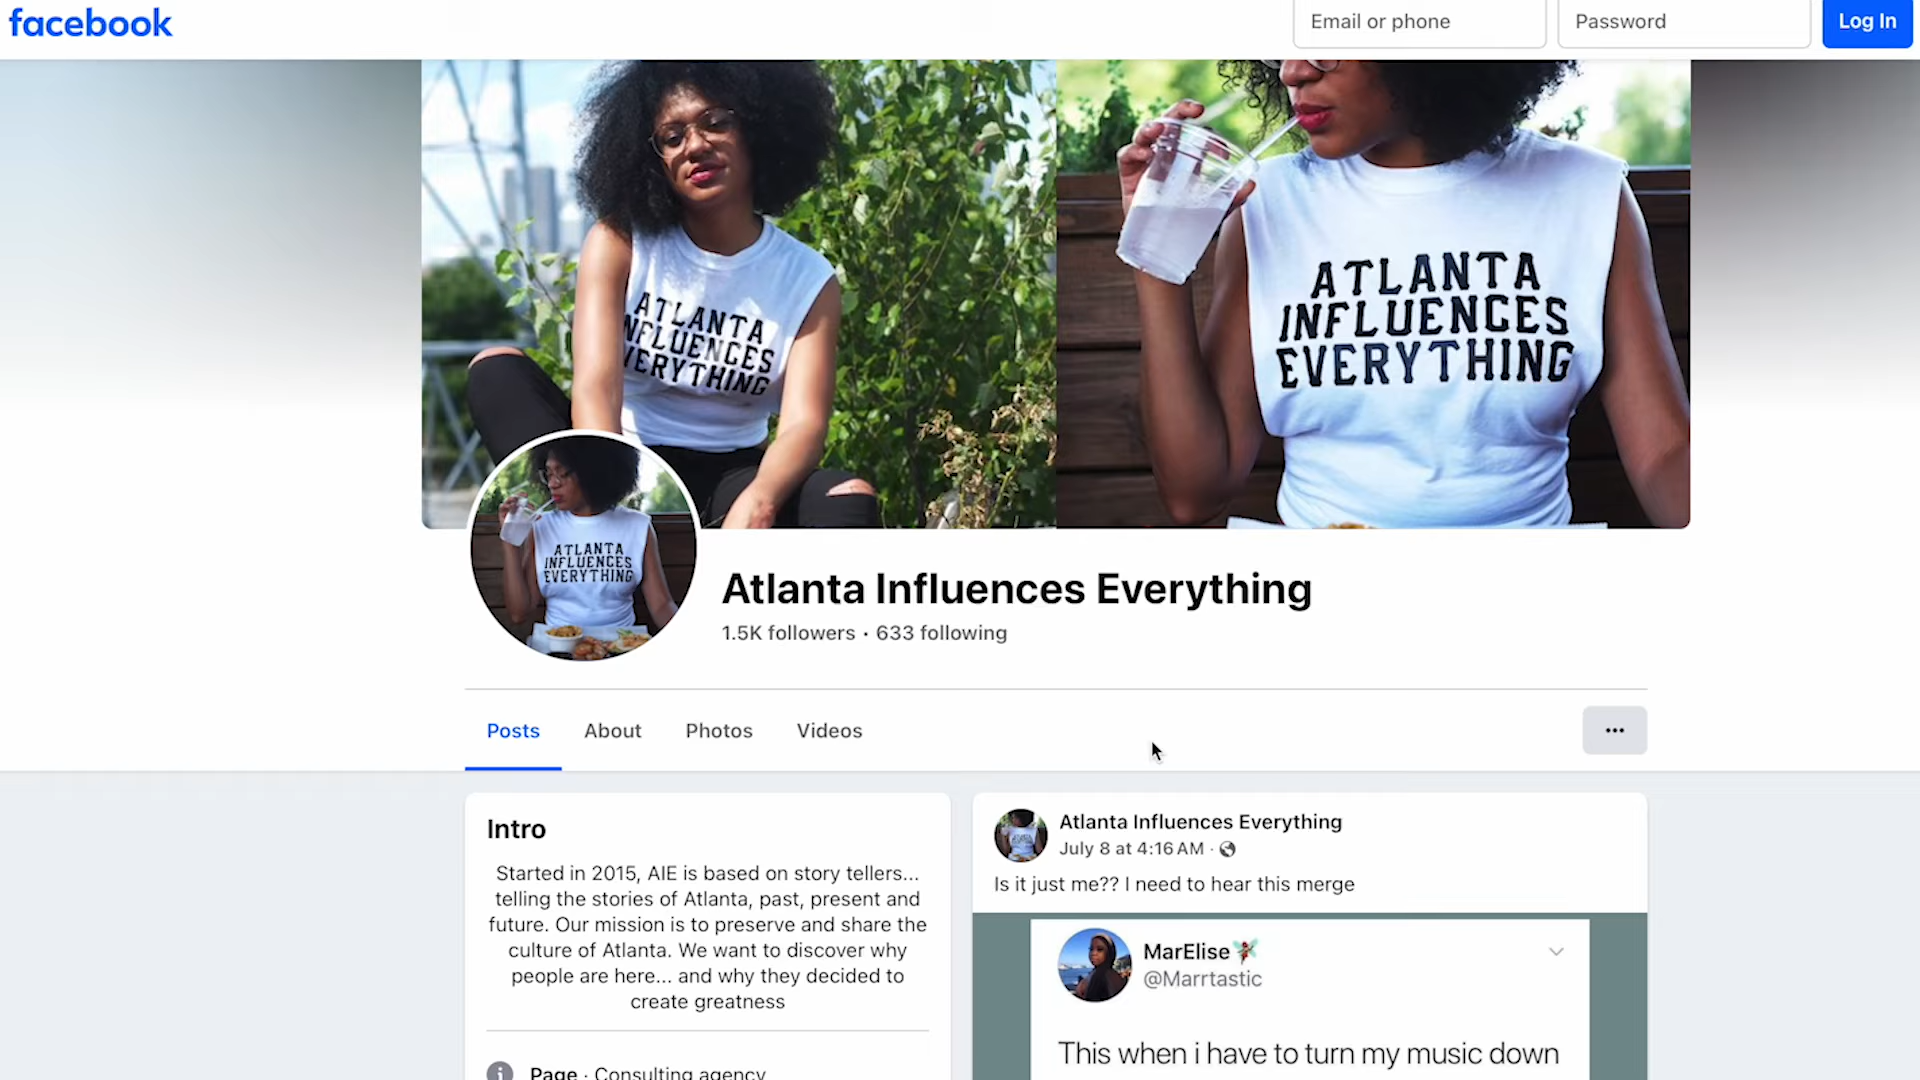 facebook
Email or phone
Password
Log In
ATLANTA
INFLUENCES
EVERYTHING
ATLANTA
INFLUENCES
EVERYTHING
ATLANTA
INFLUENCES
EVERYTHING
Atlanta Influences Everything
1.5K followers • 633 following
Posts
About
Photos
Videos
Intro
Started in 2015, AIE is based on story tellers...
telling the stories of Atlanta, past, present and
future. Our mission is to preserve and share the
culture of Atlanta. We want to discover why
people are here... and why they decided to
create greatness
Page · Consulting agency
Atlanta Influences Everything
July 8 at 4:16 AM ·
Is it just me?? I need to hear this merge
MarElise
@Marrtastic
This when i have to turn my music down